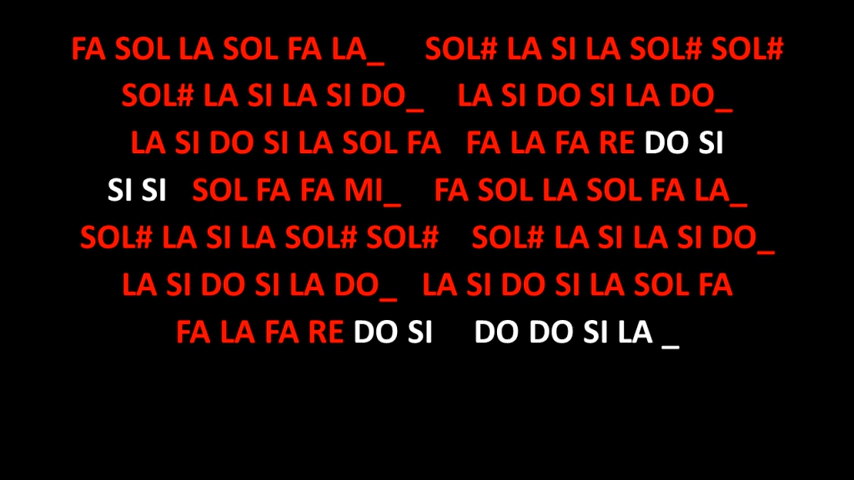 FA SOL LA SOL FA LA_ SOL# LA SI LA SOL# SOL#
SOL# LA SI LA SI DO_ LA SI DO SI LA DO_
LA SI DO SI LA SOL FA FA LA FA RE DO SI
SI SI SOL FA FA MI_ FA SOL LA SOL FA LA_
SOL# LA SI LA SOL# SOL# SOL# LA SI LA SI DO_
LA SI DO SI LA DO_ LA SI DO SI LA SOL FA
FA LA FA RE DO SI DO DO SI LA _